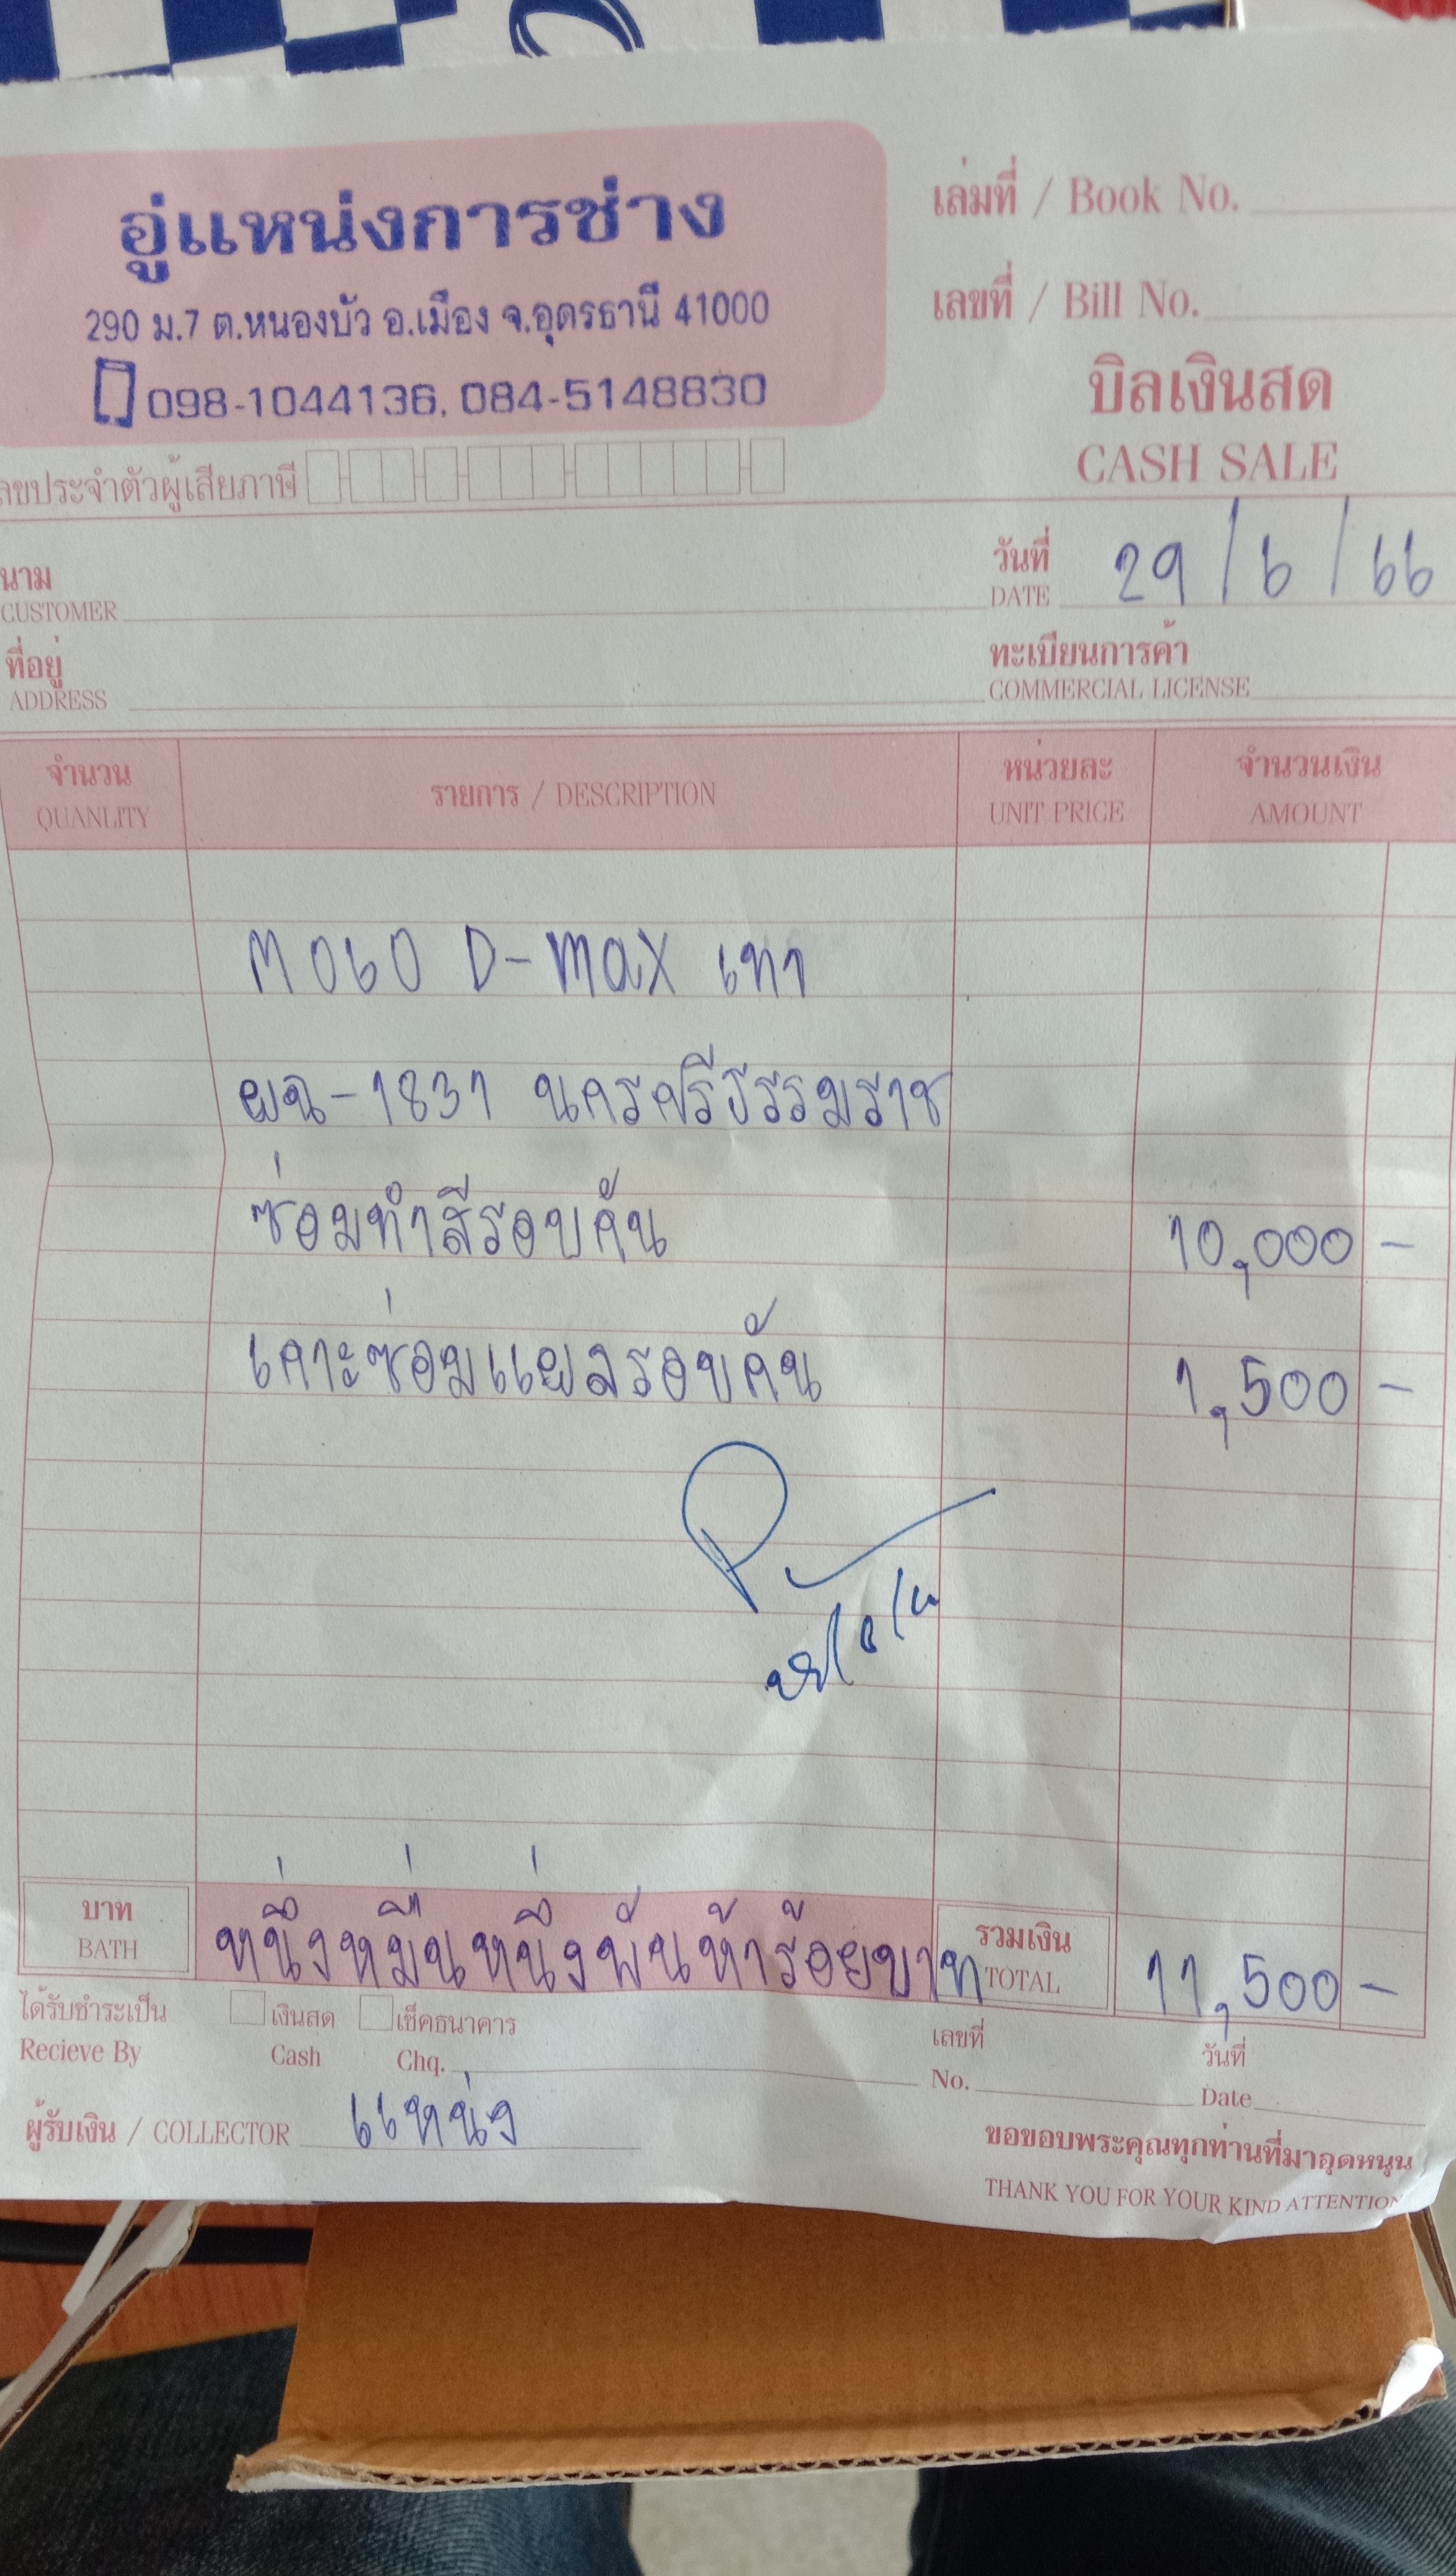 อู่แหน่งการช่าง
290 ม.7 ต.หนองบัว อ.เมือง จ.อุดรธานี 41000
098-1044136, 084-5148830
เล่มที่ / Book No.
เลขที่ / Bill No.
บิลเงินสด
CASH SALE
ลขประจำตัวผู้เสียภาษี
นาม
CUSTOMER
วันที่ 29/6/66
DATE
ที่อยู่
ADDRESS
ทะเบียนการค้า
COMMERCIAL LICENSE
จำนวน รายการ / DESCRIPTION หน่วยละ จำนวนเงิน
QUANLITY UNIT PRICE AMOUNT
M060 D-max เทา
ผฉ-1831 นครศรีธรรมราช
ซ่อมทำสีรอบคัน 10,000 -
เคาะซ่อมแผลรอบคัน 1,500 -
บาท หนึ่งหมื่นหนึ่งพันห้าร้อยบาท รวมเงิน 11,500 -
BATH TOTAL
ได้รับชำระเป็น เงินสด เช็คธนาคาร เลขที่ วันที่
Recieve By Cash Chq. No. Date
ผู้รับเงิน / COLLECTOR แหน่ง
ขอขอบพระคุณทุกท่านที่มาอุดหนุน
THANK YOU FOR YOUR KIND ATTENTION